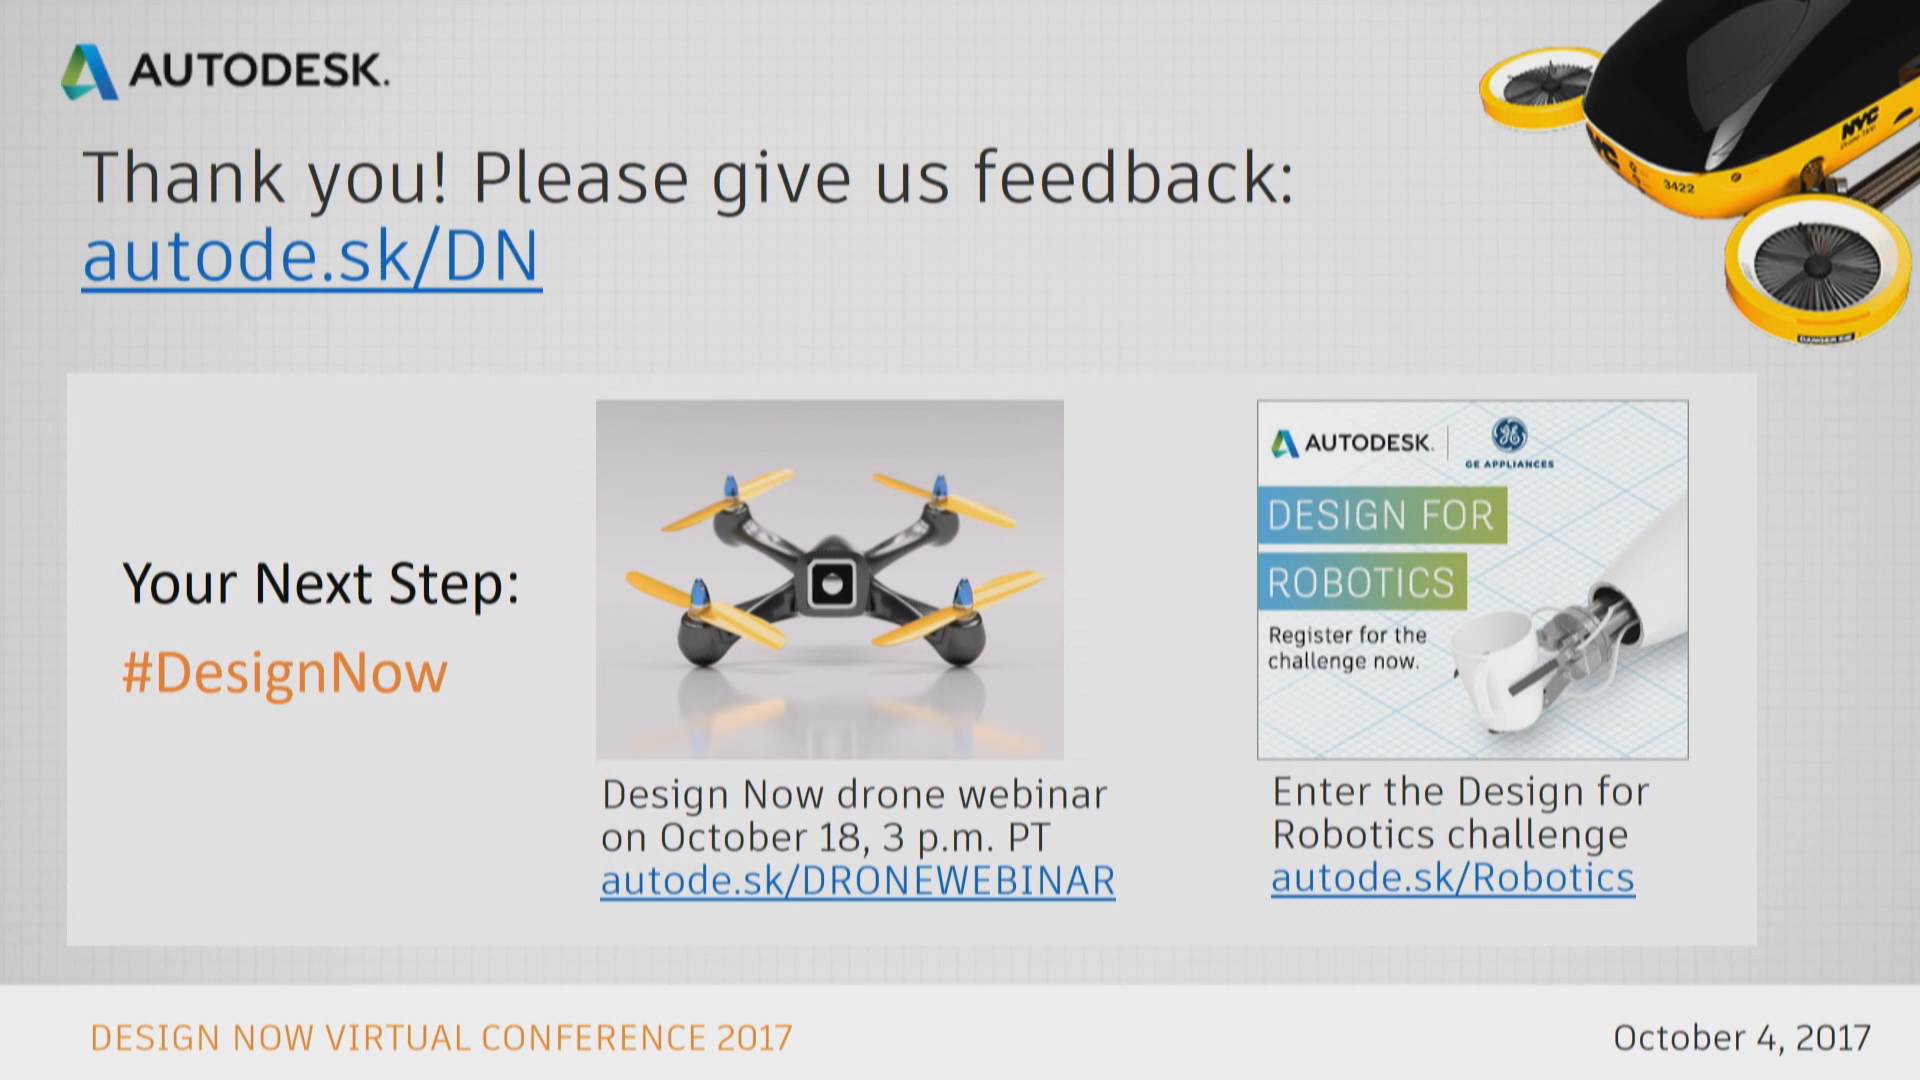 AUTODESK.
Thank you! Please give us feedback:
autode.sk/DN
NYC
3422
Your Next Step:
#DesignNow
AUTODESK.
GE APPLIANCES
DESIGN FOR
ROBOTICS
Register for the
challenge now.
Design Now drone webinar
on October 18, 3 p.m. PT
autode.sk/DRONEWEBINAR
Enter the Design for
Robotics challenge
autode.sk/Robotics
DESIGN NOW VIRTUAL CONFERENCE 2017
October 4, 2017